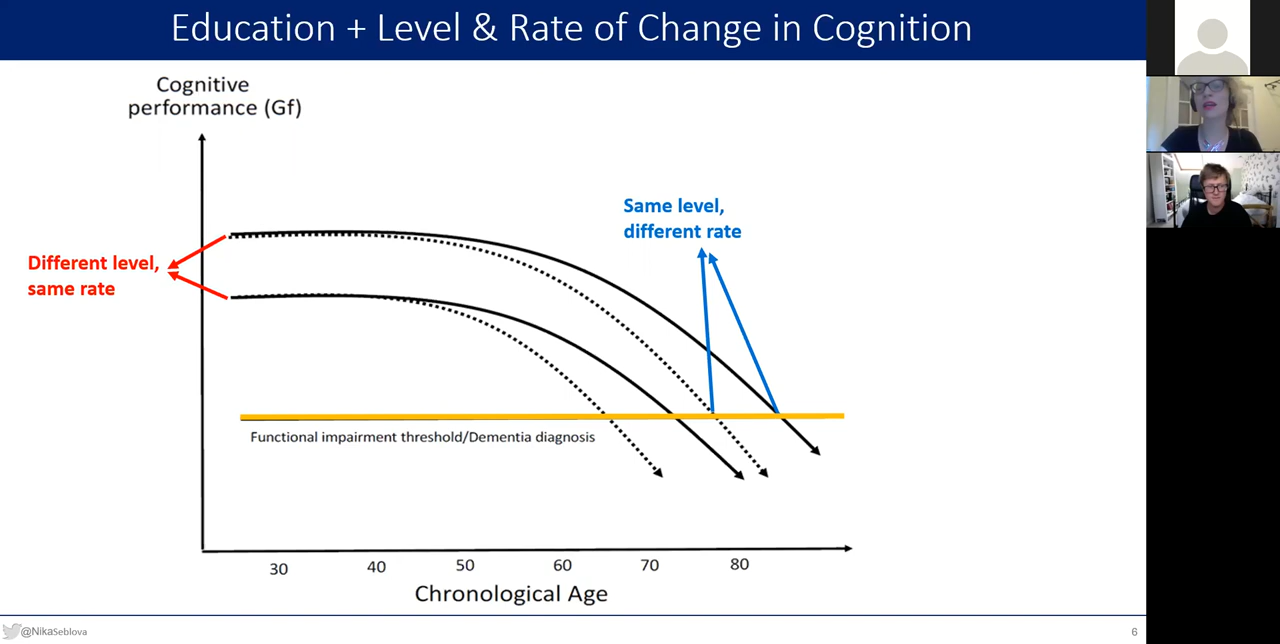 Education + Level & Rate of Change in Cognition
Cognitive
performance (Gf)
Same level,
different rate
Different level,
same rate
Functional impairment threshold/Dementia diagnosis
30 40 50 60 70 80
Chronological Age
@NikaSeblova
6